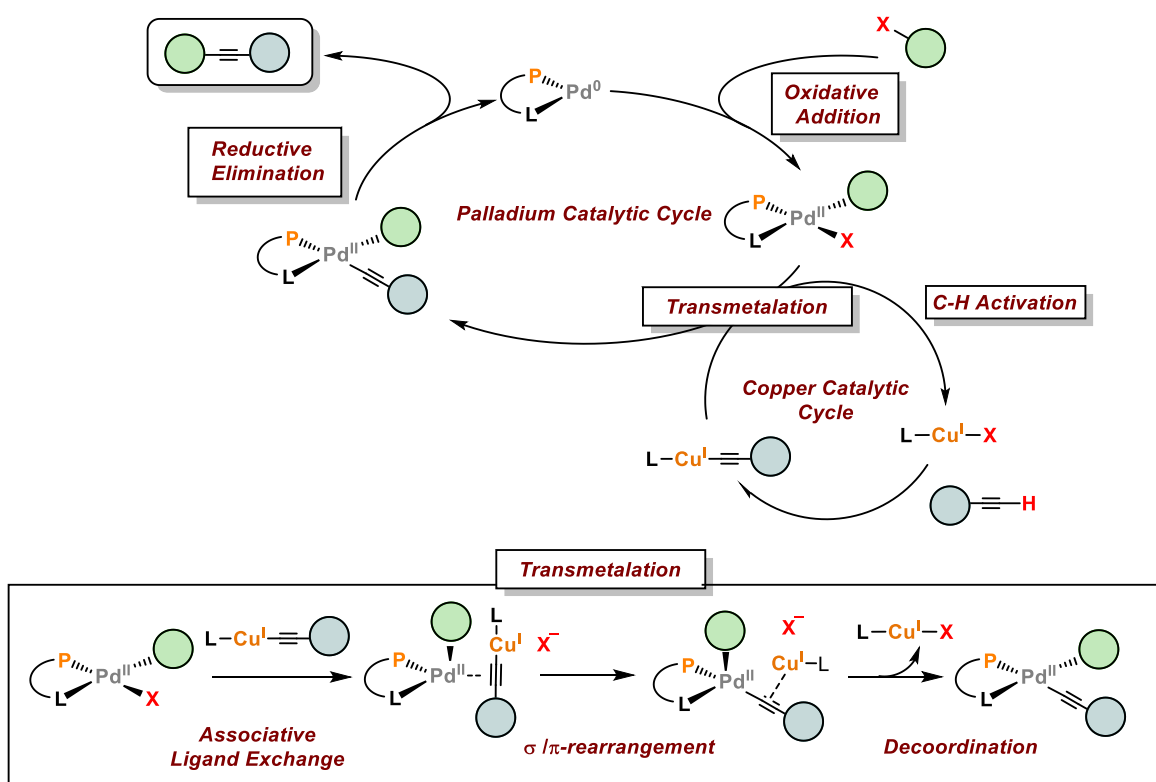 X
P
Pd0
L
Oxidative
Addition
Reductive
Elimination
Palladium Catalytic Cycle
P
PdII
L
X
P
PdII
L
Transmetalation
C-H Activation
Copper Catalytic
Cycle
L-CuI-X
L-CuI
H
Transmetalation
P
PdII
L
X
L-CuI
Associative
Ligand Exchange
L
CuI
X−
P
PdII
L
σ /π-rearrangement
X−
P
CuI
L
PdII
L
L-CuI-X
Decoordination
P
PdII
L